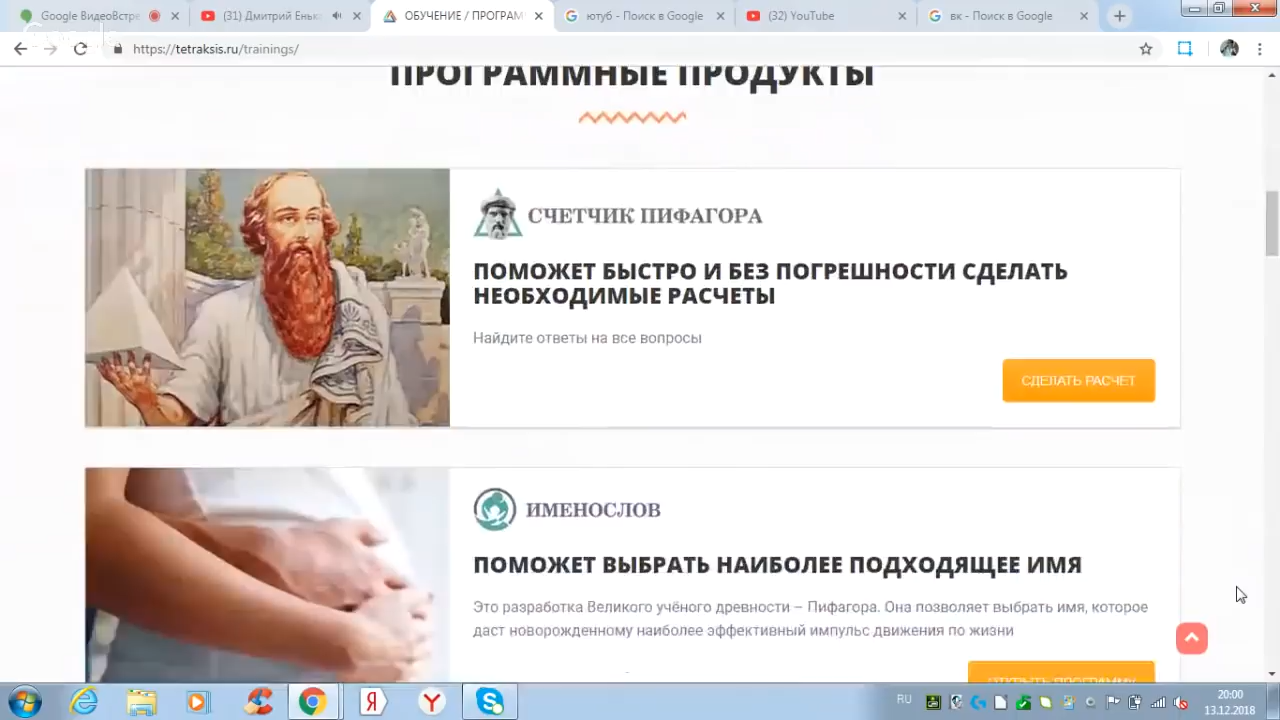 Google ВидеоВстре
(31) Дмитрий Еньк
ОБУЧЕНИЕ / ПРОГРАМ
ютуб - Поиск в Google
(32) YouTube
вк - Поиск в Google
https://tetraksis.ru/trainings/
ПРОГРАММНЫЕ ПРОДУКТЫ
СЧЕТЧИК ПИФАГОРА
ПОМОЖЕТ БЫСТРО И БЕЗ ПОГРЕШНОСТИ СДЕЛАТЬ
НЕОБХОДИМЫЕ РАСЧЕТЫ
Найдите ответы на все вопросы
СДЕЛАТЬ РАСЧЕТ
ИМЕНОСЛОВ
ПОМОЖЕТ ВЫБРАТЬ НАИБОЛЕЕ ПОДХОДЯЩЕЕ ИМЯ
Это разработка Великого учёного древности – Пифагора. Она позволяет выбрать имя, которое
даст новорожденному наиболее эффективный импульс движения по жизни
ОТКРЫТЬ ПРОГРАММУ
RU
20:00
13.12.2018